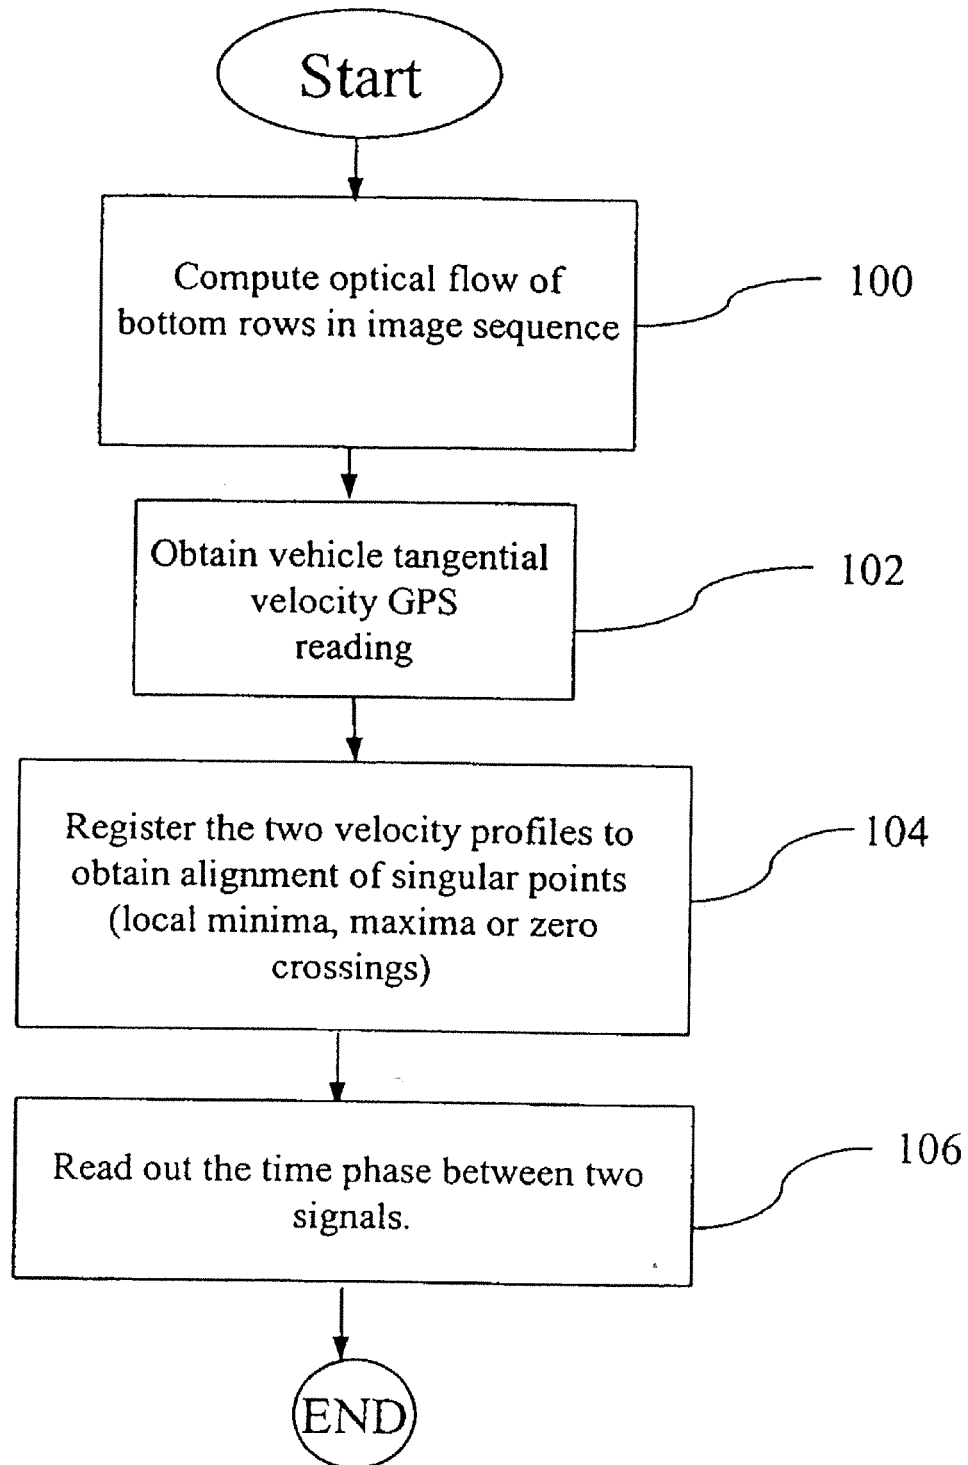 Start
Compute optical flow of
bottom rows in image sequence
100
Obtain vehicle tangential
velocity GPS
reading
102
Register the two velocity profiles to
obtain alignment of singular points
(local minima, maxima or zero
crossings)
104
Read out the time phase between two
signals.
106
END